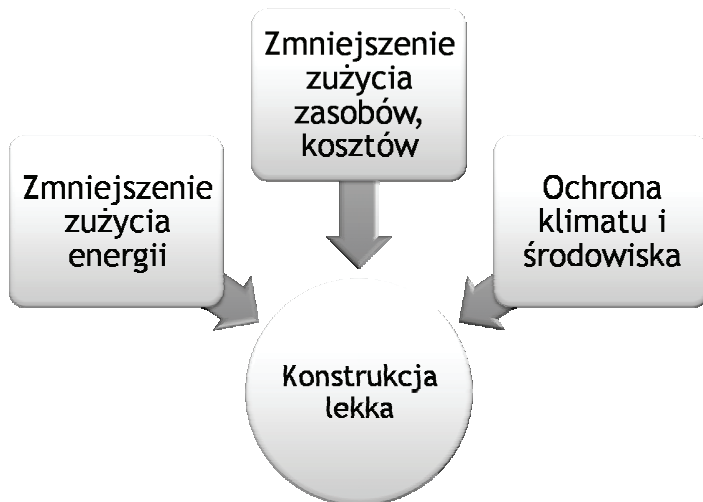 Zmniejszenie
zużycia
zasobów,
kosztów
Zmniejszenie
zużycia
energii
Ochrona
klimatu i
środowiska
Konstrukcja
lekka